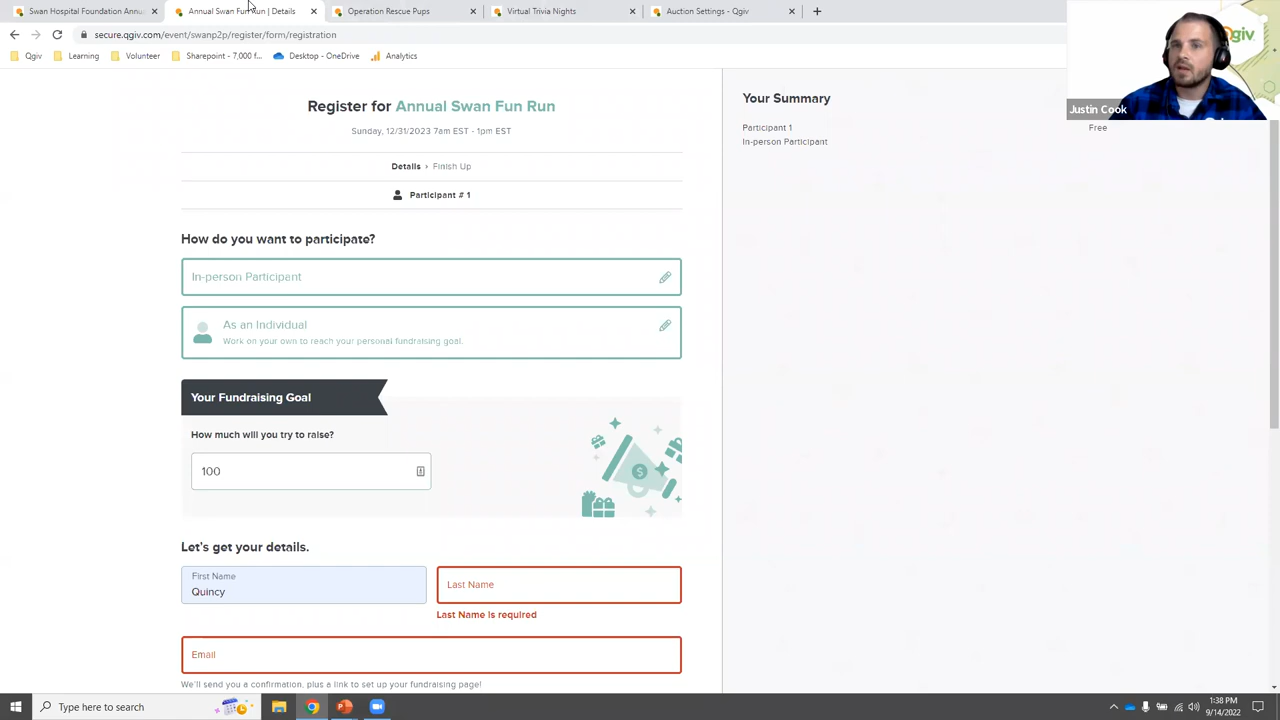 Swan Hospital Foundation Annua
Annual Swan Fun Run | Details
Operation Rescue Pups
Virtual Trivia Nights
Auction Settings - Qgiv
secure.qgiv.com/event/swanp2p/register/form/registration
Qgiv
Learning
Volunteer
Sharepoint - 7,000 f...
Desktop - OneDrive
Analytics
Qgiv
Justin Cook
Register for Annual Swan Fun Run
Sunday, 12/31/2023 7am EST - 1pm EST
Details › Finish Up
Participant # 1
How do you want to participate?
In-person Participant
As an Individual
Work on your own to reach your personal fundraising goal.
Your Fundraising Goal
How much will you try to raise?
100
$
Let's get your details.
First Name
Quincy
Last Name
Last Name is required
Email
We'll send you a confirmation, plus a link to set up your fundraising page!
Your Summary
Participant 1
Free
In-person Participant
Type here to search
1:38 PM
9/14/2022